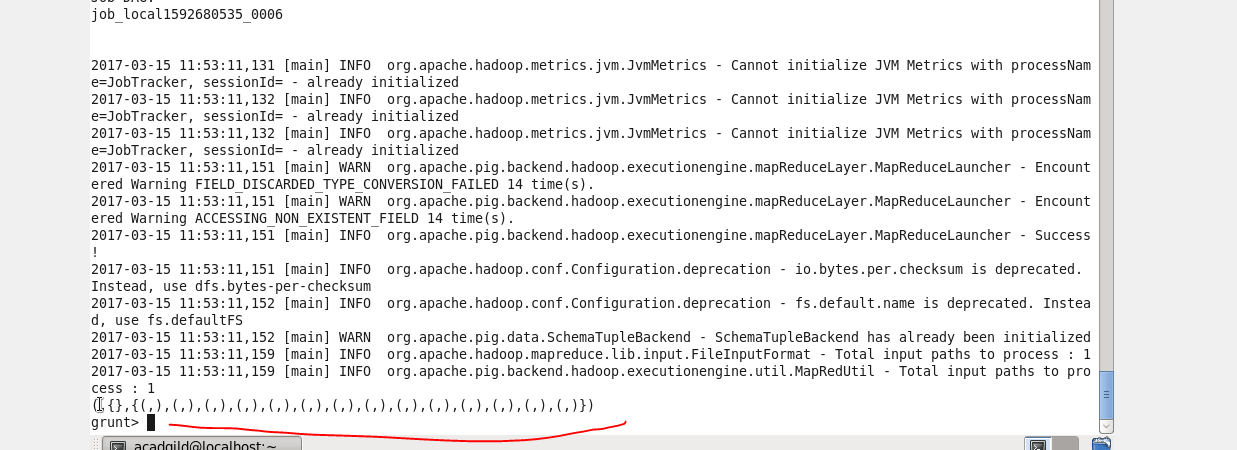 job_local1592680535_0006
2017-03-15 11:53:11,131 [main] INFO  org.apache.hadoop.metrics.jvm.JvmMetrics - Cannot initialize JVM Metrics with processNam
e=JobTracker, sessionId= - already initialized
2017-03-15 11:53:11,132 [main] INFO  org.apache.hadoop.metrics.jvm.JvmMetrics - Cannot initialize JVM Metrics with processNam
e=JobTracker, sessionId= - already initialized
2017-03-15 11:53:11,132 [main] INFO  org.apache.hadoop.metrics.jvm.JvmMetrics - Cannot initialize JVM Metrics with processNam
e=JobTracker, sessionId= - already initialized
2017-03-15 11:53:11,151 [main] WARN  org.apache.pig.backend.hadoop.executionengine.mapReduceLayer.MapReduceLauncher - Encount
ered Warning FIELD_DISCARDED_TYPE_CONVERSION_FAILED 14 time(s).
2017-03-15 11:53:11,151 [main] WARN  org.apache.pig.backend.hadoop.executionengine.mapReduceLayer.MapReduceLauncher - Encount
ered Warning ACCESSING_NON_EXISTENT_FIELD 14 time(s).
2017-03-15 11:53:11,151 [main] INFO  org.apache.pig.backend.hadoop.executionengine.mapReduceLayer.MapReduceLauncher - Success
!
2017-03-15 11:53:11,151 [main] INFO  org.apache.hadoop.conf.Configuration.deprecation - io.bytes.per.checksum is deprecated.
Instead, use dfs.bytes-per-checksum
2017-03-15 11:53:11,152 [main] INFO  org.apache.hadoop.conf.Configuration.deprecation - fs.default.name is deprecated. Instea
d, use fs.defaultFS
2017-03-15 11:53:11,152 [main] WARN  org.apache.pig.data.SchemaTupleBackend - SchemaTupleBackend has already been initialized
2017-03-15 11:53:11,159 [main] INFO  org.apache.hadoop.mapreduce.lib.input.FileInputFormat - Total input paths to process : 1
2017-03-15 11:53:11,159 [main] INFO  org.apache.pig.backend.hadoop.executionengine.util.MapRedUtil - Total input paths to pro
cess : 1
({},{(,),(,),(,),(,),(,),(,),(,),(,),(,),(,),(,),(,),(,),(,)})
grunt>
acadgild@localhost:~